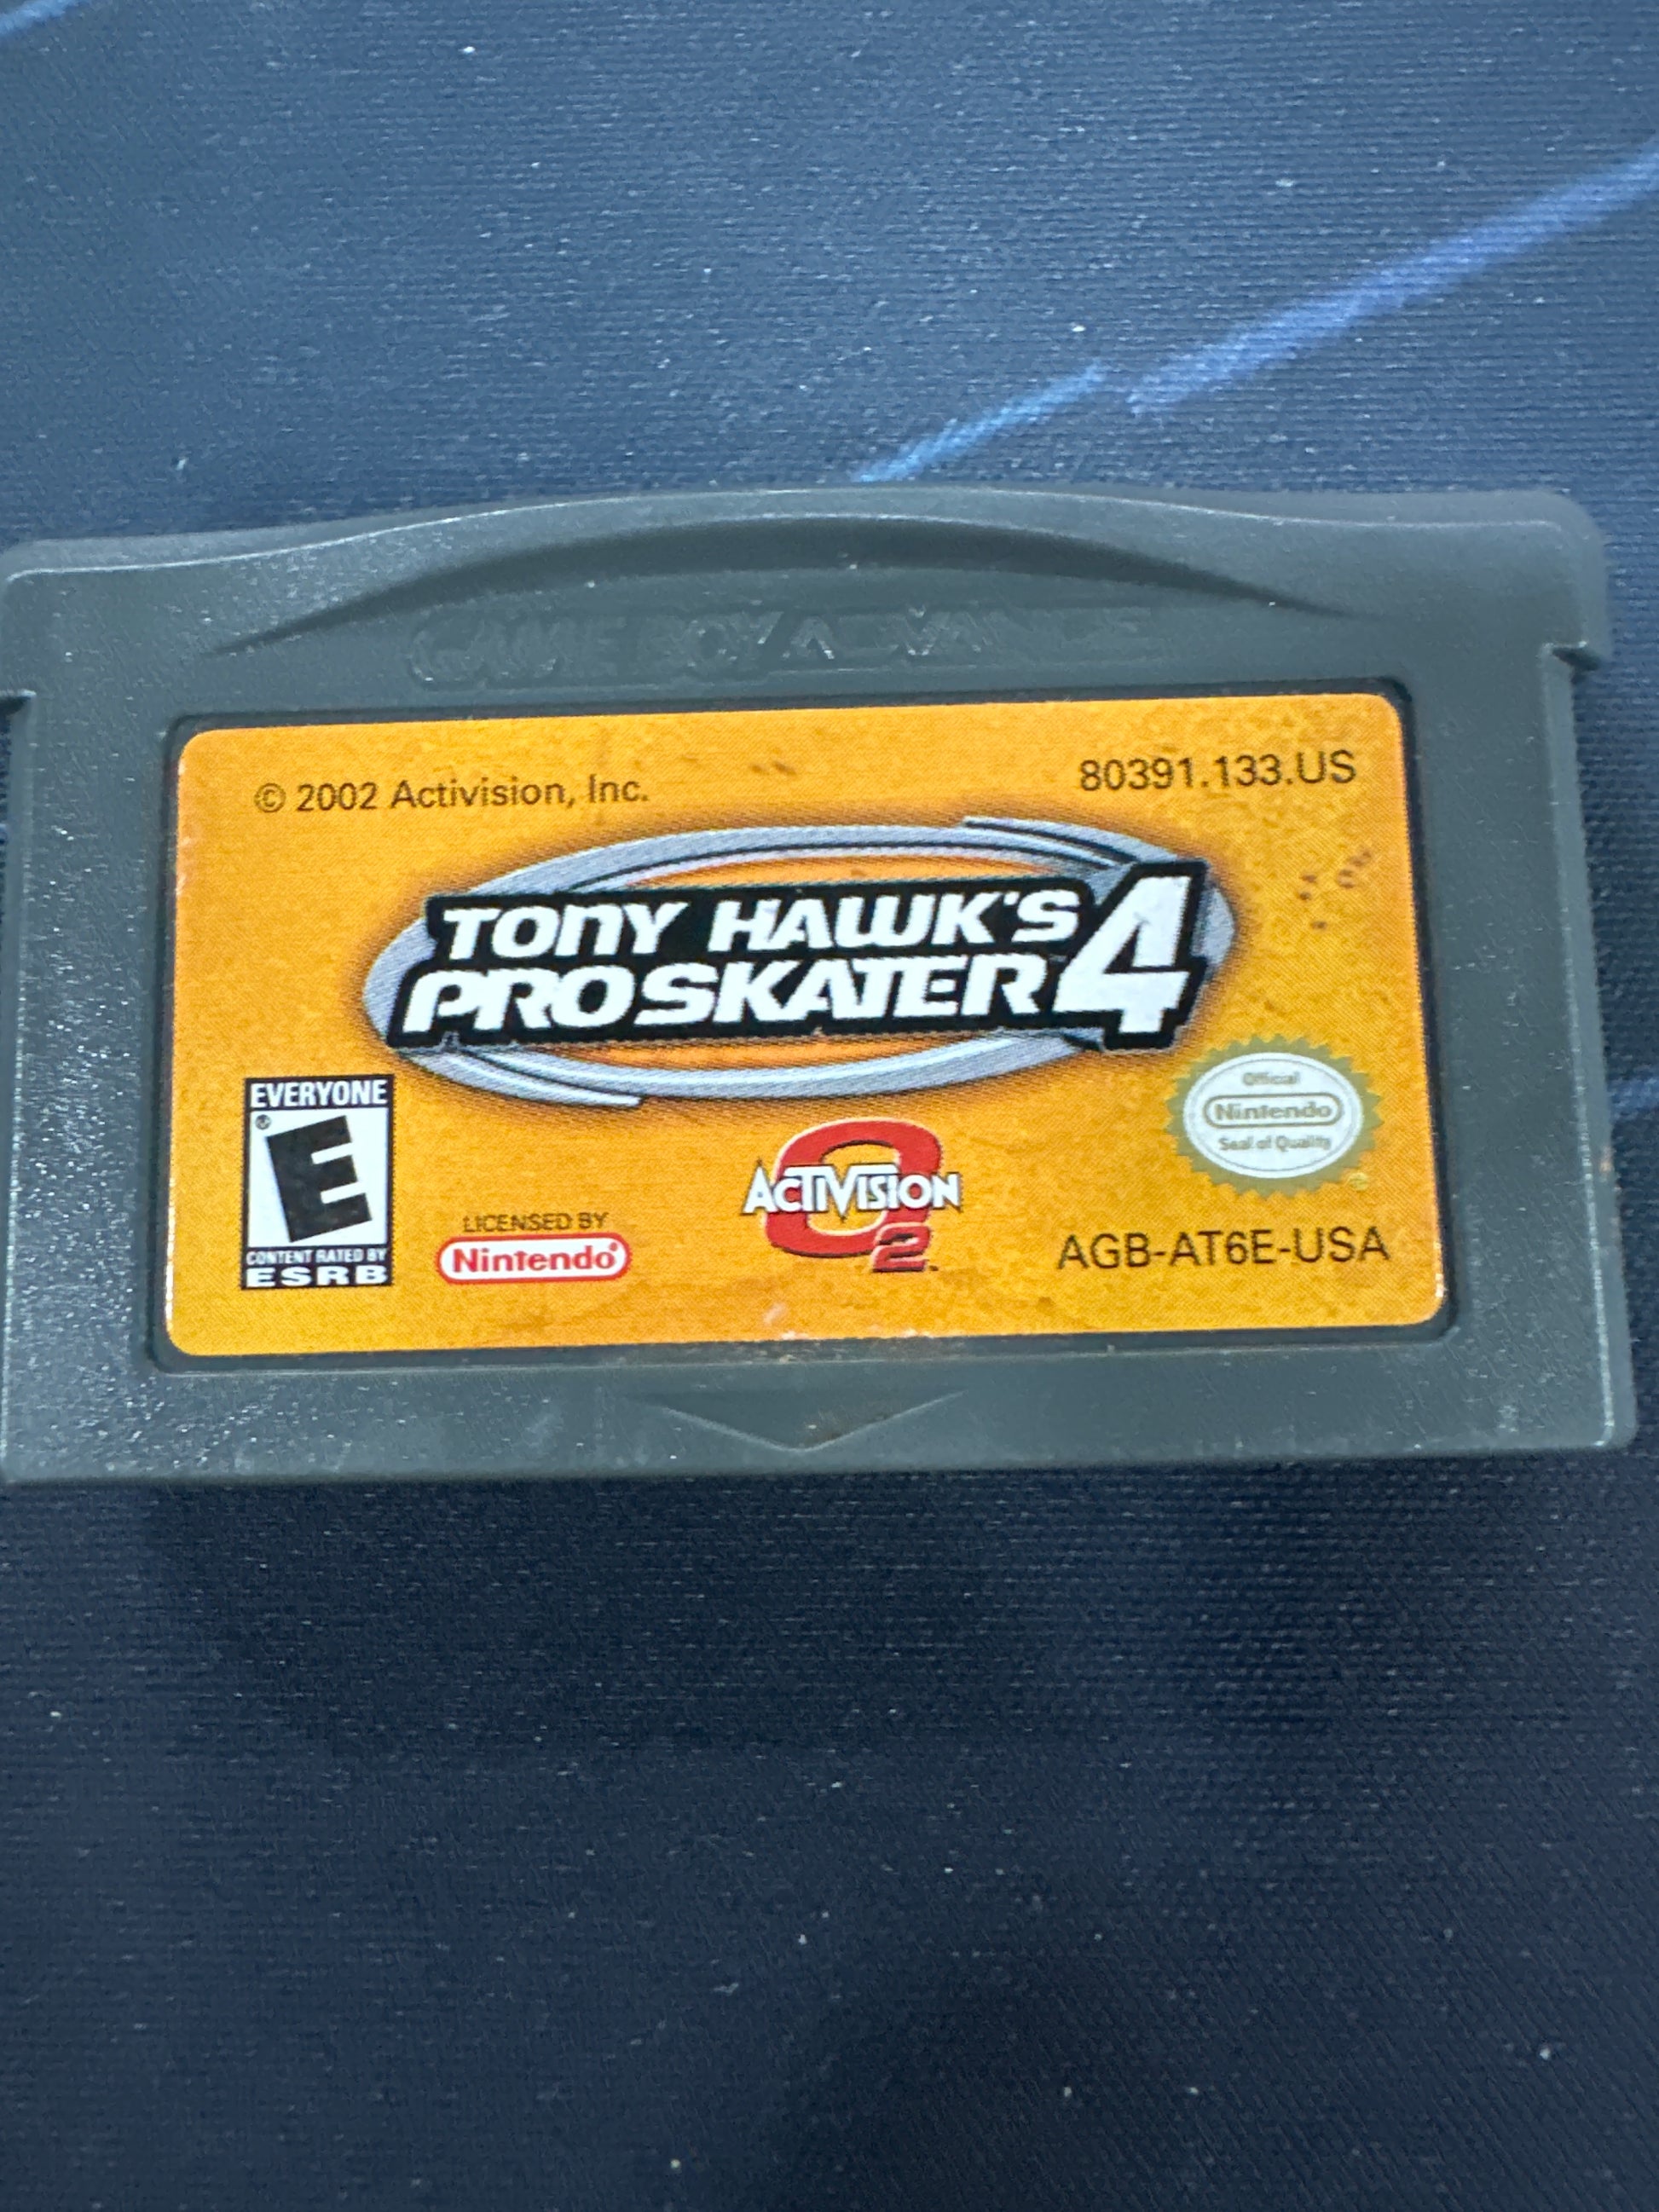 GAME BOY ADVANCE
© 2002 Activision, Inc.
80391.133.US
TONY HAWK'S
PRO SKATER 4
EVERYONE
E
CONTENT RATED BY
ESRB
LICENSED BY
Nintendo®
ACTIVISION
O2
Official
Nintendo
Seal of Quality
AGB-AT6E-USA